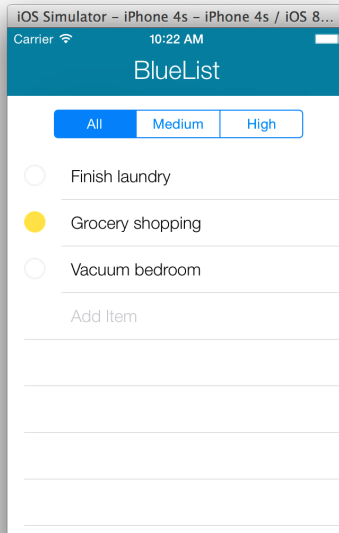 iOS Simulator – iPhone 4s – iPhone 4s / iOS 8...
Carrier 10:22 AM
BlueList
All Medium High
Finish laundry
Grocery shopping
Vacuum bedroom
Add Item